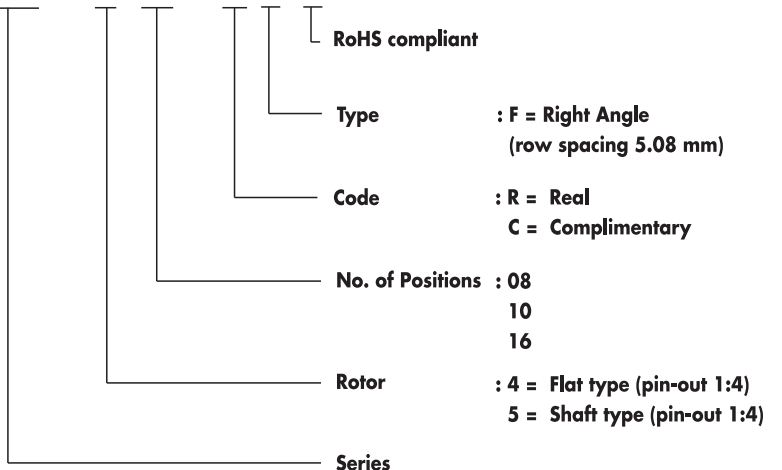 RoHS compliant
Type : F = Right Angle
(row spacing 5.08 mm)
Code : R = Real
C = Complimentary
No. of Positions : 08
10
16
Rotor : 4 = Flat type (pin-out 1:4)
5 = Shaft type (pin-out 1:4)
Series